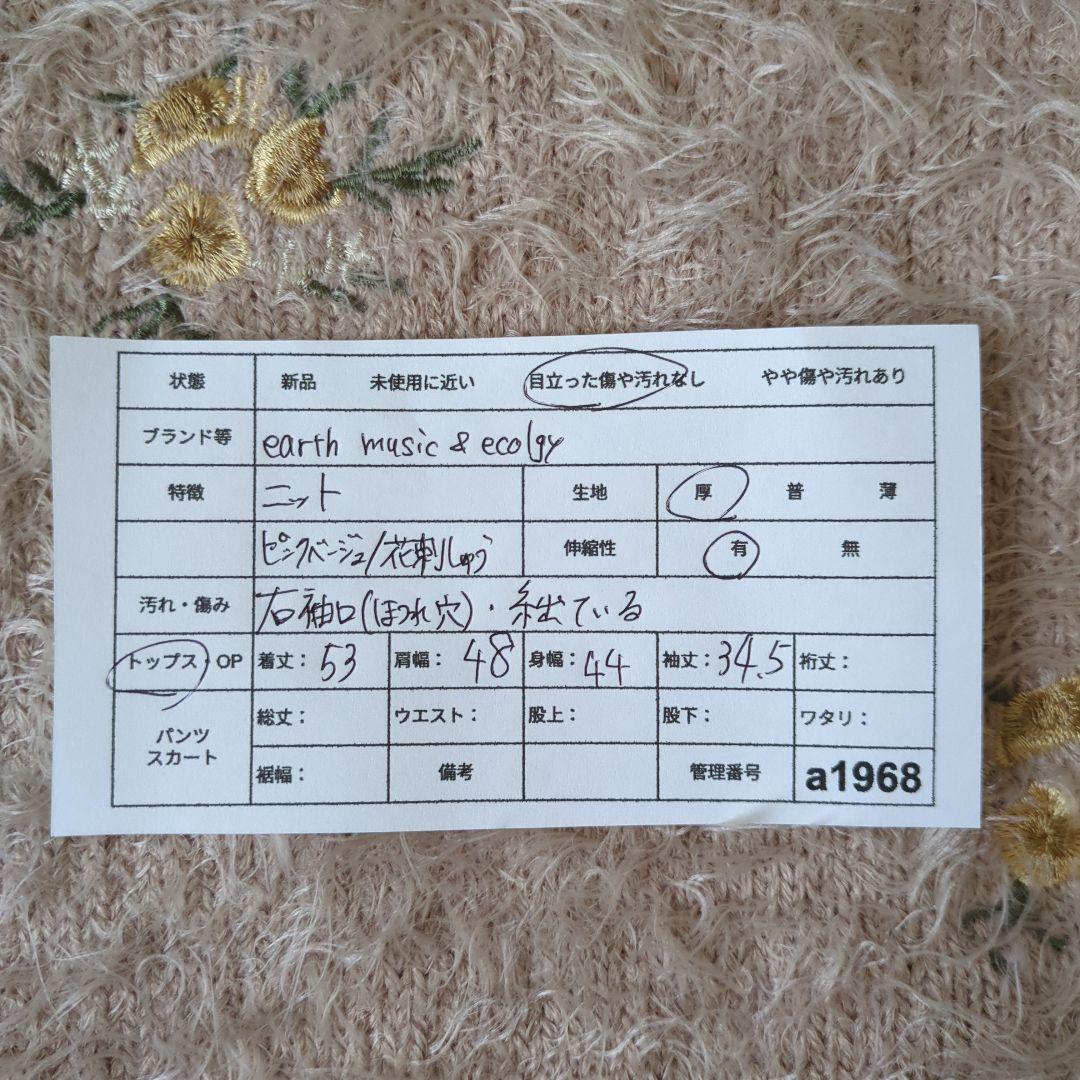 状態 新品 未使用に近い 目立った傷や汚れなし やや傷や汚れあり
ブランド等 earth music & ecolgy
特徴 ニット 生地 厚 普 薄
ピンクベージュ/花刺しゅう 伸縮性 有 無
汚れ・傷み 右袖口(ほつれ穴)・糸出ている
トップス・OP 着丈：53 肩幅：48 身幅：44 袖丈：34.5 裄丈：
パンツ スカート 総丈： ウエスト： 股上： 股下： ワタリ：
裾幅： 備考 管理番号 a1968